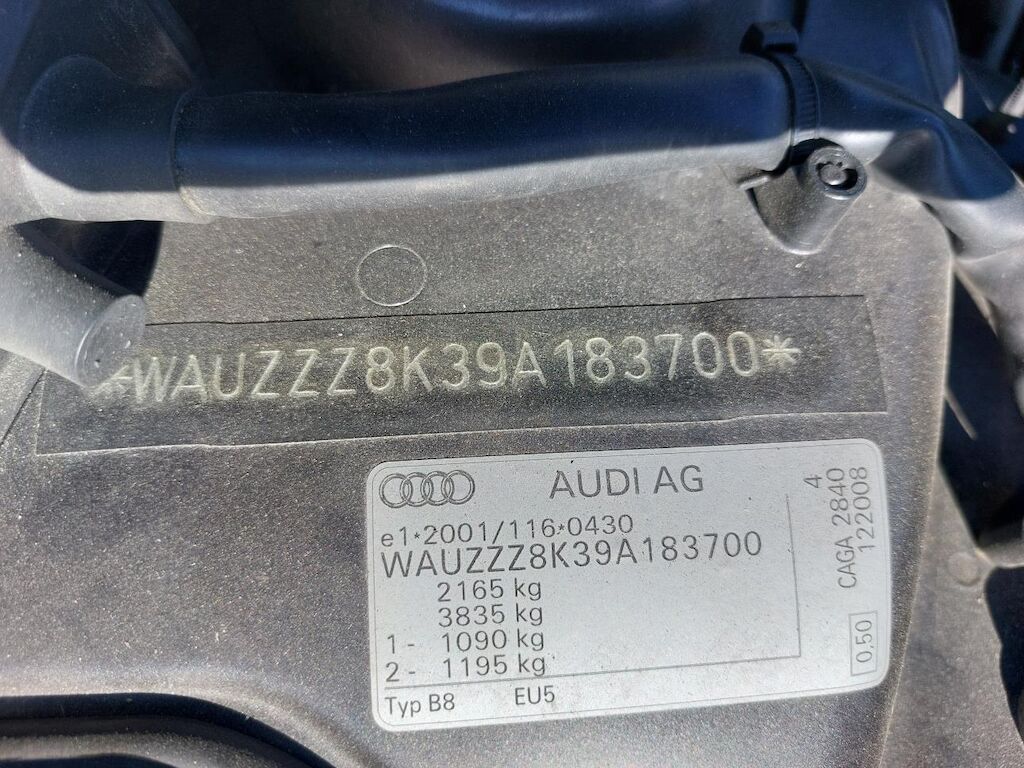 *WAUZZZ8K39A183700*
AUDI AG
e1*2001/116*0430
WAUZZZ8K39A183700
2165 kg
3835 kg
1- 1090 kg
2- 1195 kg
Typ B8 EU5
4
CAGA 2840
122008
0,50